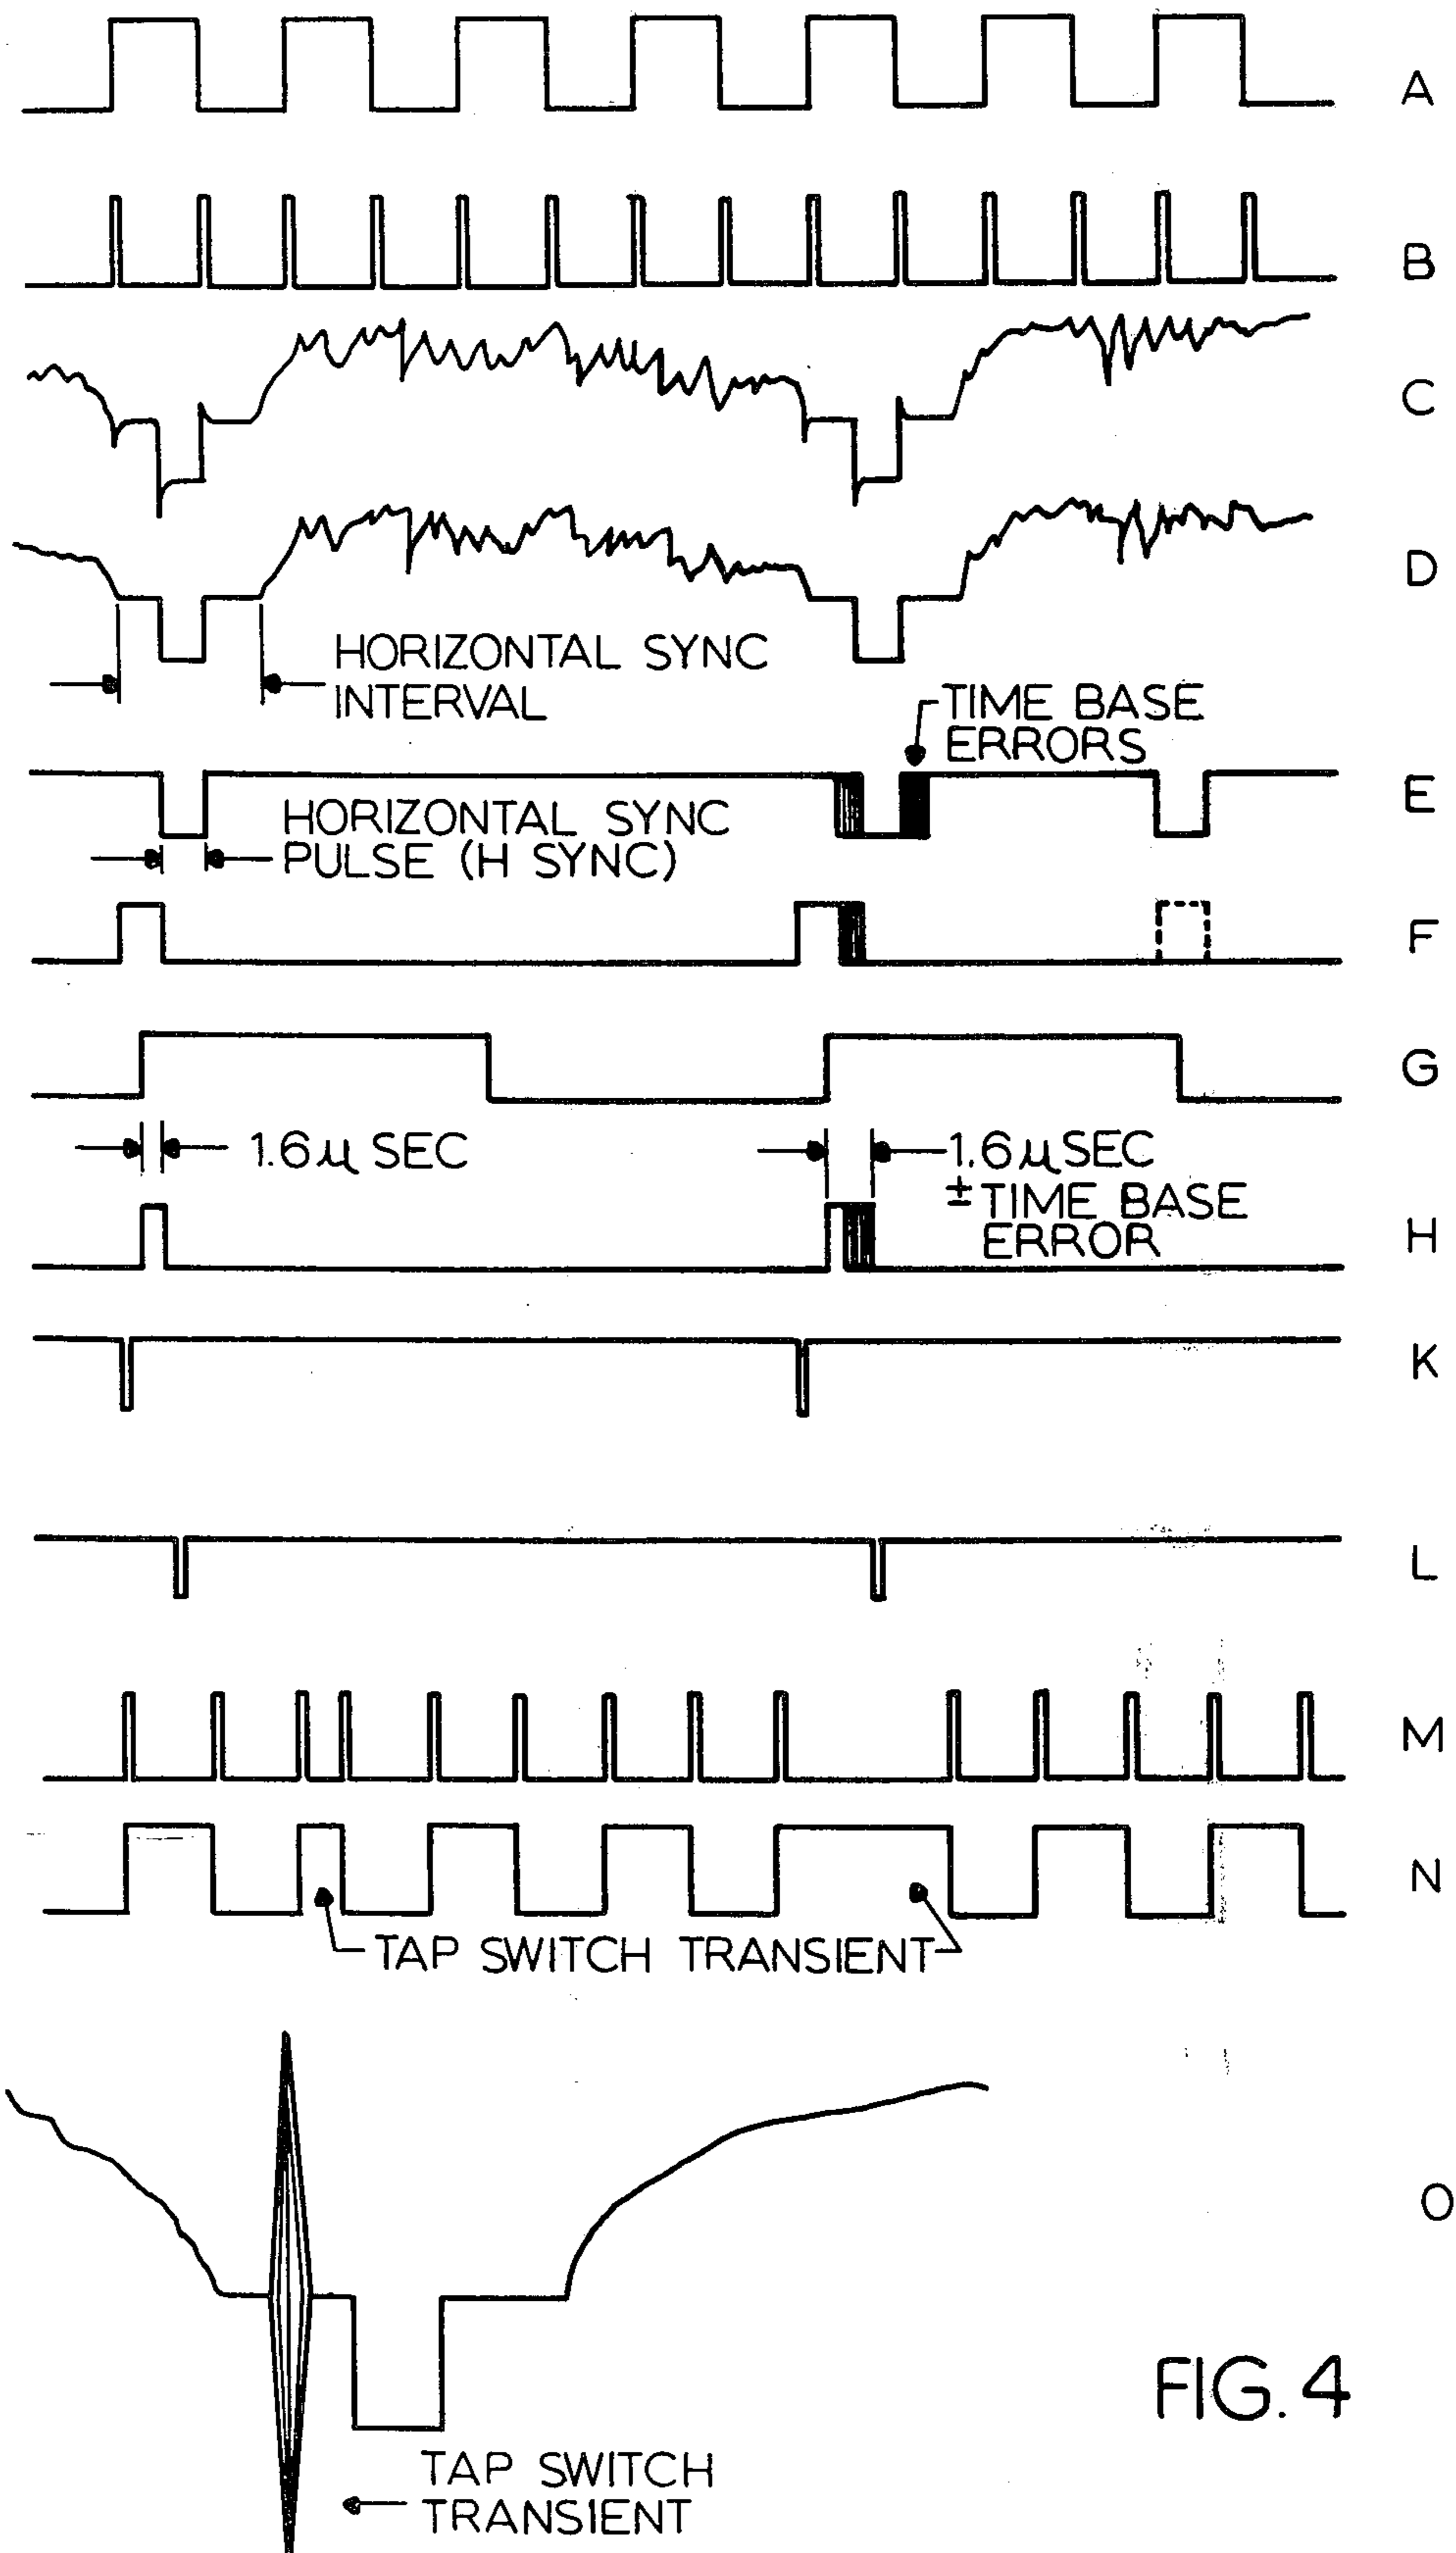 A
B
C
D
HORIZONTAL SYNC
INTERVAL
TIME BASE
ERRORS
E
HORIZONTAL SYNC
PULSE (H SYNC)
F
G
1.6μ SEC
1.6μSEC
± TIME BASE
ERROR
H
K
L
M
N
TAP SWITCH TRANSIENT
O
FIG. 4
TAP SWITCH
TRANSIENT